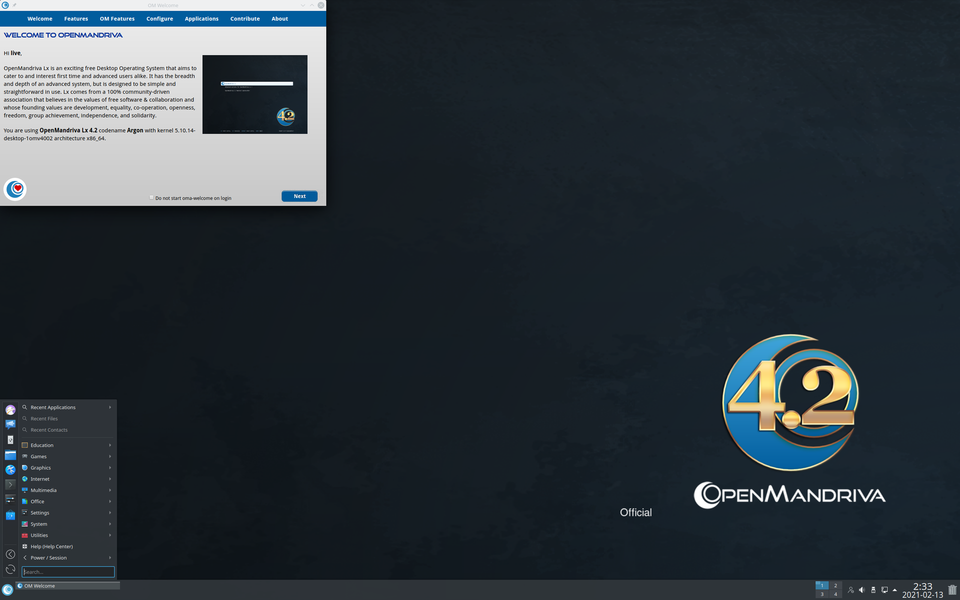 OM Welcome
Welcome
Features
OM Features
Configure
Applications
Contribute
About
WELCOME TO OPENMANDRIVA
Hi live,
OpenMandriva Lx is an exciting free Desktop Operating System that aims to
cater to and interest first time and advanced users alike. It has the breadth
and depth of an advanced system, but is designed to be simple and
straightforward in use. Lx comes from a 100% community-driven
association that believes in the values of free software & collaboration and
whose founding values are development, equality, co-operation, openness,
freedom, group achievement, independence, and solidarity.
You are using OpenMandriva Lx 4.2 codename Argon with kernel 5.10.14-
desktop-1omv4002 architecture x86_64.
4.2
Do not start oma-welcome on login
Next
4.2
OPENMANDRIVA
Official
Recent Applications
Recent Files
Recent Contacts
Education
Games
Graphics
Internet
Multimedia
Office
Settings
System
Utilities
Help (Help Center)
Power / Session
Search...
OM Welcome
1
2
3
4
2:33
2021-02-13